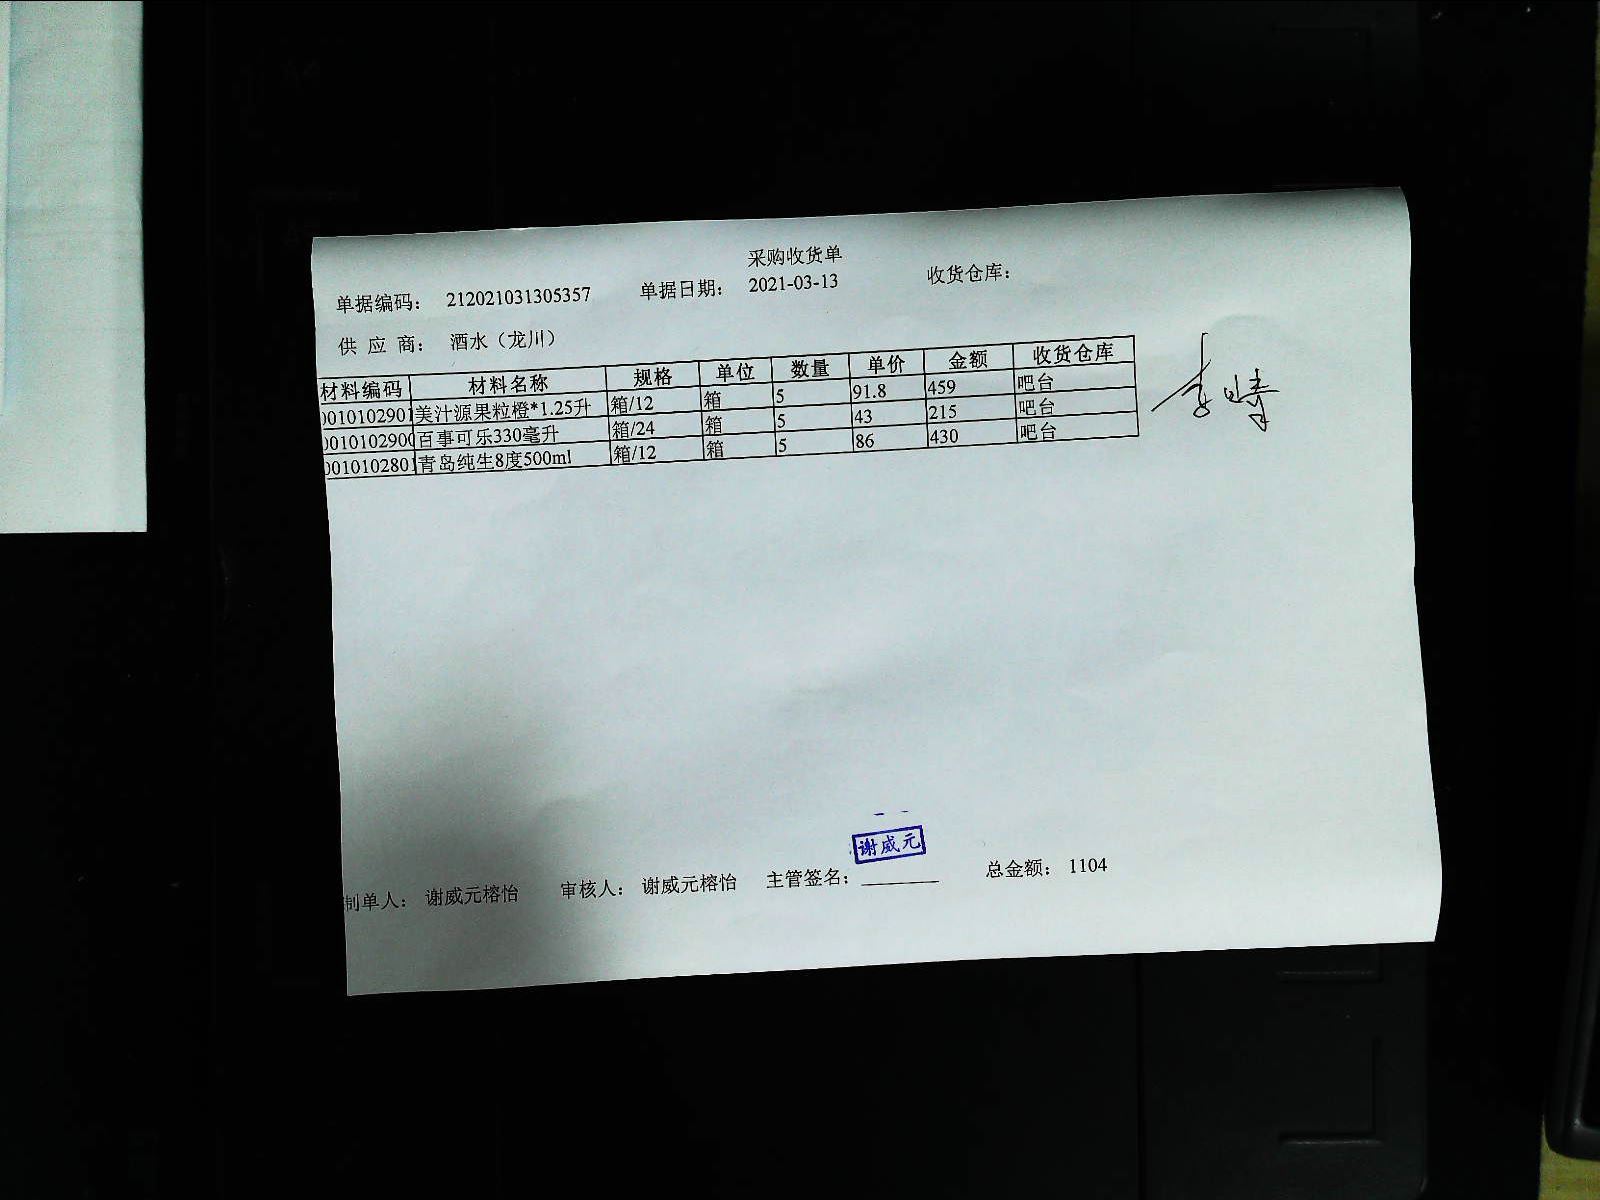 采购收货单
单据编码： 212021031305357 单据日期： 2021-03-13 收货仓库：
供 应 商： 酒水（龙川）
材料编码 材料名称 规格 单位 数量 单价 金额 收货仓库
0010102901 美汁源果粒橙*1.25升 箱/12 箱 5 91.8 459 吧台
0010102900 百事可乐330毫升 箱/24 箱 5 43 215 吧台
0010102801 青岛纯生8度500ml 箱/12 箱 5 86 430 吧台
谢威元
制单人： 谢威元榕怡 审核人： 谢威元榕怡 主管签名：________ 总金额： 1104